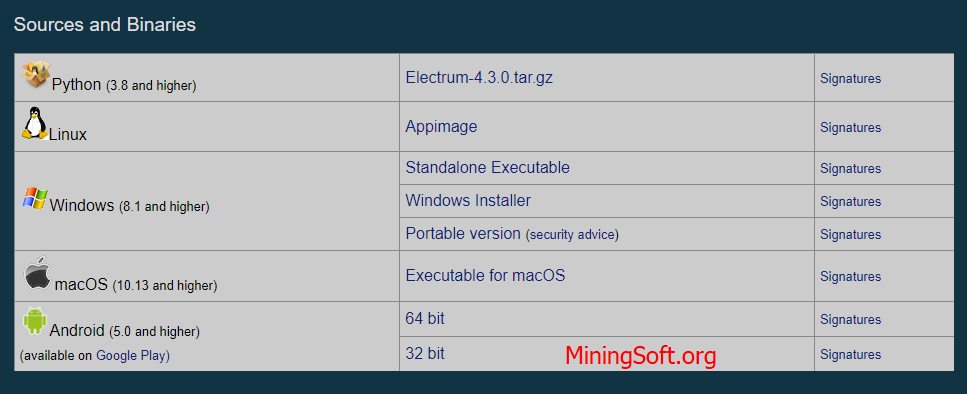 Sources and Binaries
Python (3.8 and higher) Electrum-4.3.0.tar.gz Signatures
Linux Appimage Signatures
Windows (8.1 and higher) Standalone Executable Signatures
Windows Installer Signatures
Portable version (security advice) Signatures
macOS (10.13 and higher) Executable for macOS Signatures
Android (5.0 and higher) 64 bit Signatures
(available on Google Play) 32 bit Signatures
MiningSoft.org